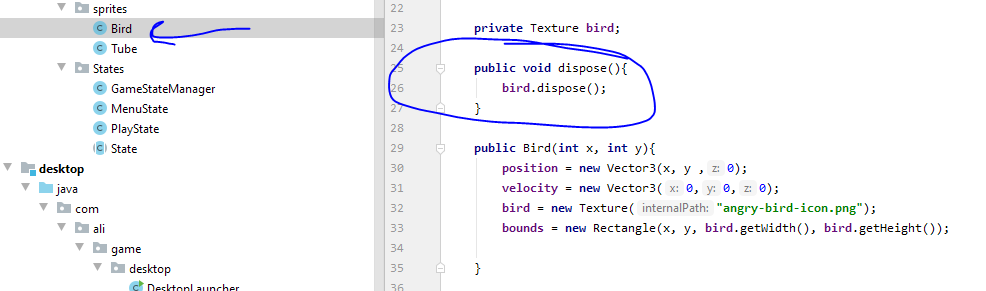 sprites
Bird
Tube
States
GameStateManager
MenuState
PlayState
State
desktop
java
com
ali
game
desktop
DesktopLauncher
22
23 private Texture bird;
24
25 public void dispose(){
26 bird.dispose();
27 }
28
29 public Bird(int x, int y){
30 position = new Vector3(x, y , z: 0);
31 velocity = new Vector3( x: 0, y: 0, z: 0);
32 bird = new Texture( internalPath: "angry-bird-icon.png");
33 bounds = new Rectangle(x, y, bird.getWidth(), bird.getHeight());
34
35 }
36